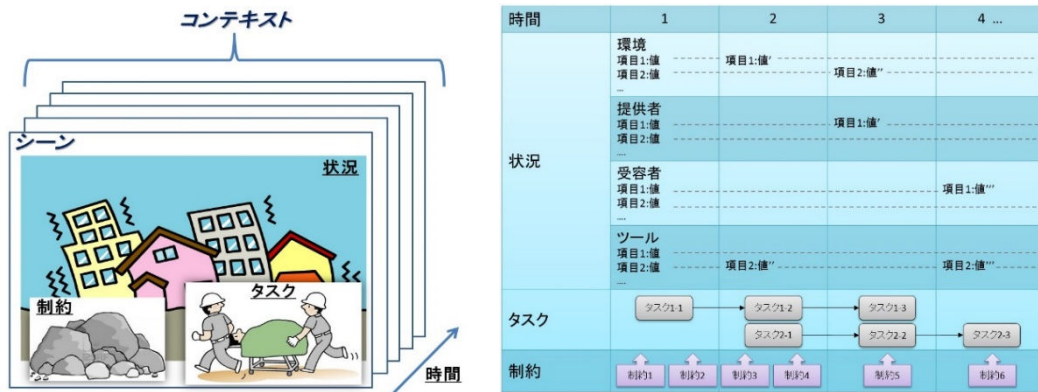 コンテキスト
シーン
状況
制約
タスク
時間
時間 1 2 3 4 ...
状況
環境
項目1:値 項目1:値'
項目2:値 項目2:値''
...
提供者
項目1:値 項目1:値'
項目2:値
....
受容者
項目1:値 項目1:値'''
項目2:値
....
ツール
項目1:値
項目2:値 項目2:値'' 項目2:値'''
...
タスク
タスク1-1 タスク1-2 タスク1-3
タスク2-1 タスク2-2 タスク2-3
制約 制約1 制約2 制約3 制約4 制約5 制約6